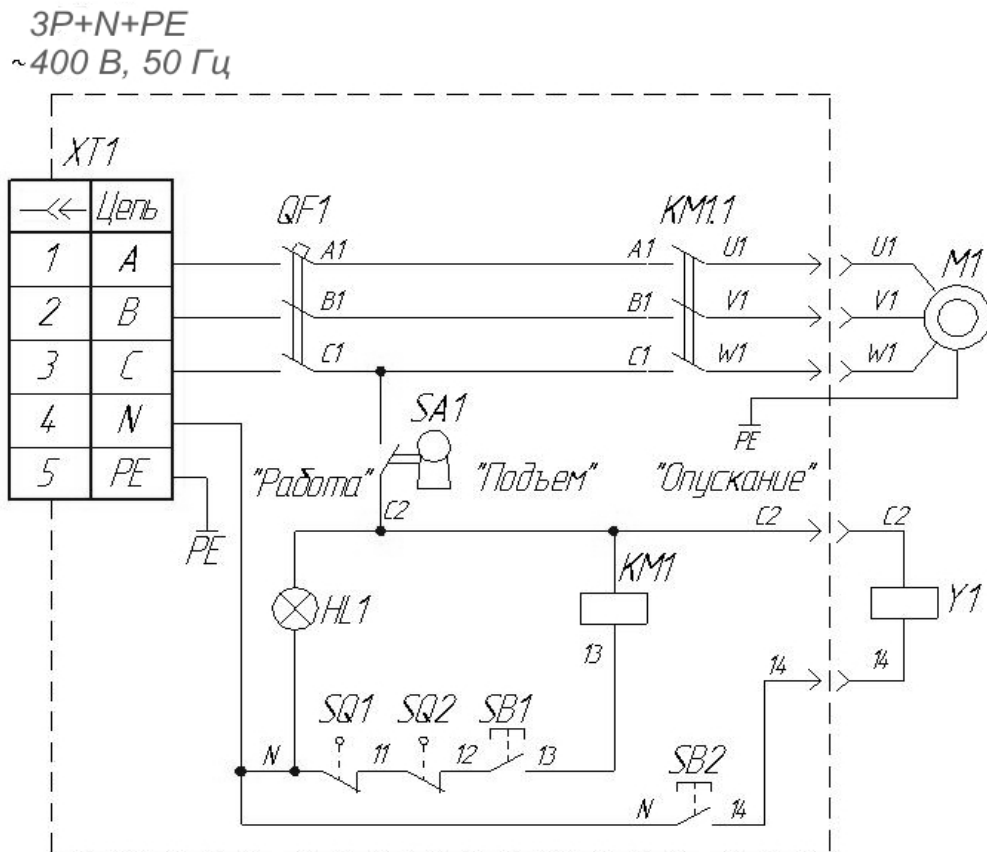 3P+N+PE
~400 В, 50 Гц
XT1
Цепь
1 A
2 B
3 C
4 N
5 PE
QF1
KM1.1
A1
A1
U1
U1
M1
B1
B1
V1
V1
C1
C1
W1
W1
PE
SA1
"Работа"
"Подъем"
"Опускание"
PE
C2
C2
C2
HL1
KM1
Y1
13
14
14
SQ1
SQ2
SB1
N
11
12
13
SB2
N
14